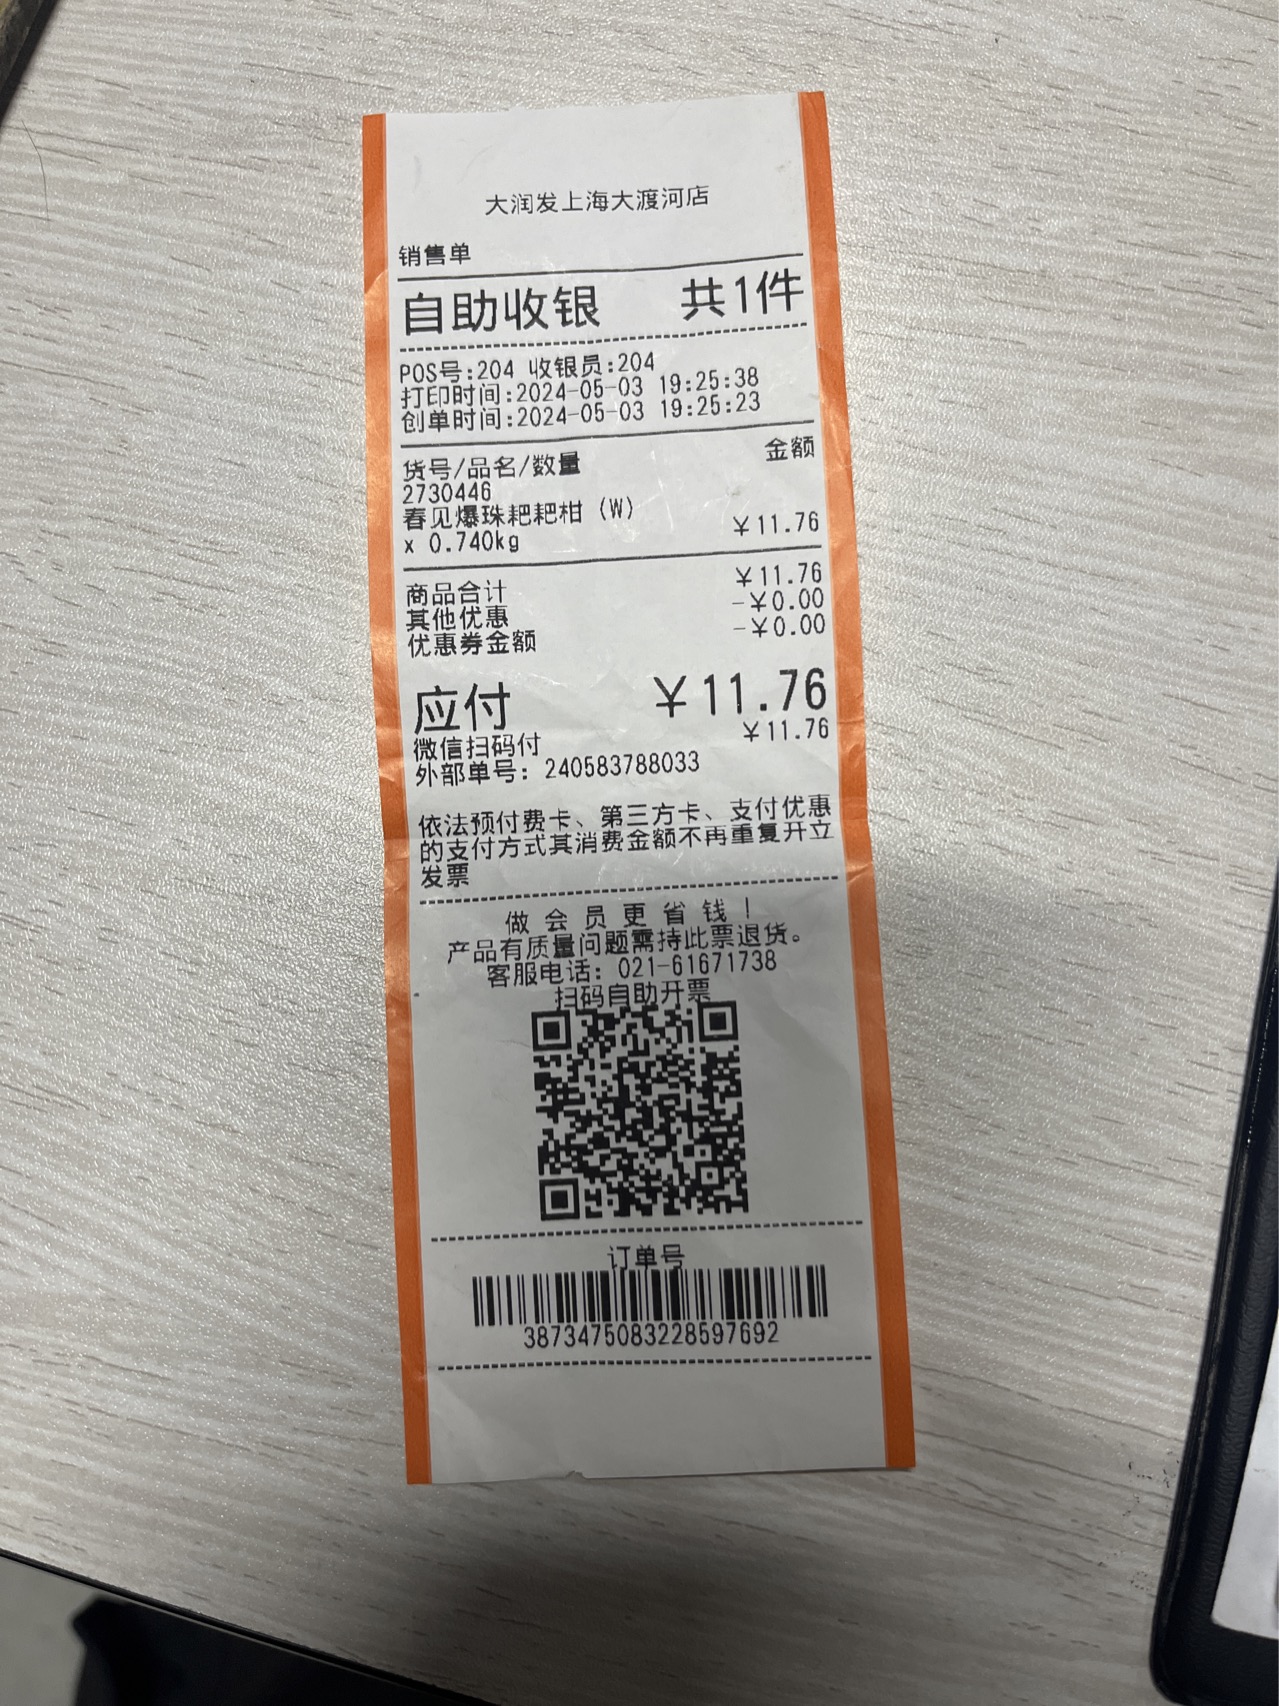 大润发上海大渡河店
销售单
自助收银 共1件
POS号:204 收银员:204
打印时间:2024-05-03 19:25:38
创单时间:2024-05-03 19:25:23
货号/品名/数量 金额
2730446
春见爆珠耙耙柑 (W)
x 0.740kg ¥11.76
商品合计 ¥11.76
其他优惠 -¥0.00
优惠券金额 -¥0.00
应付 ¥11.76
微信扫码付 ¥11.76
外部单号: 240583788033
依法预付费卡、第三方卡、支付优惠
的支付方式其消费金额不再重复开立
发票
做会员更省钱!
产品有质量问题需持此票退货。
客服电话: 021-61671738
扫码自助开票
订单号
3873475083228597692